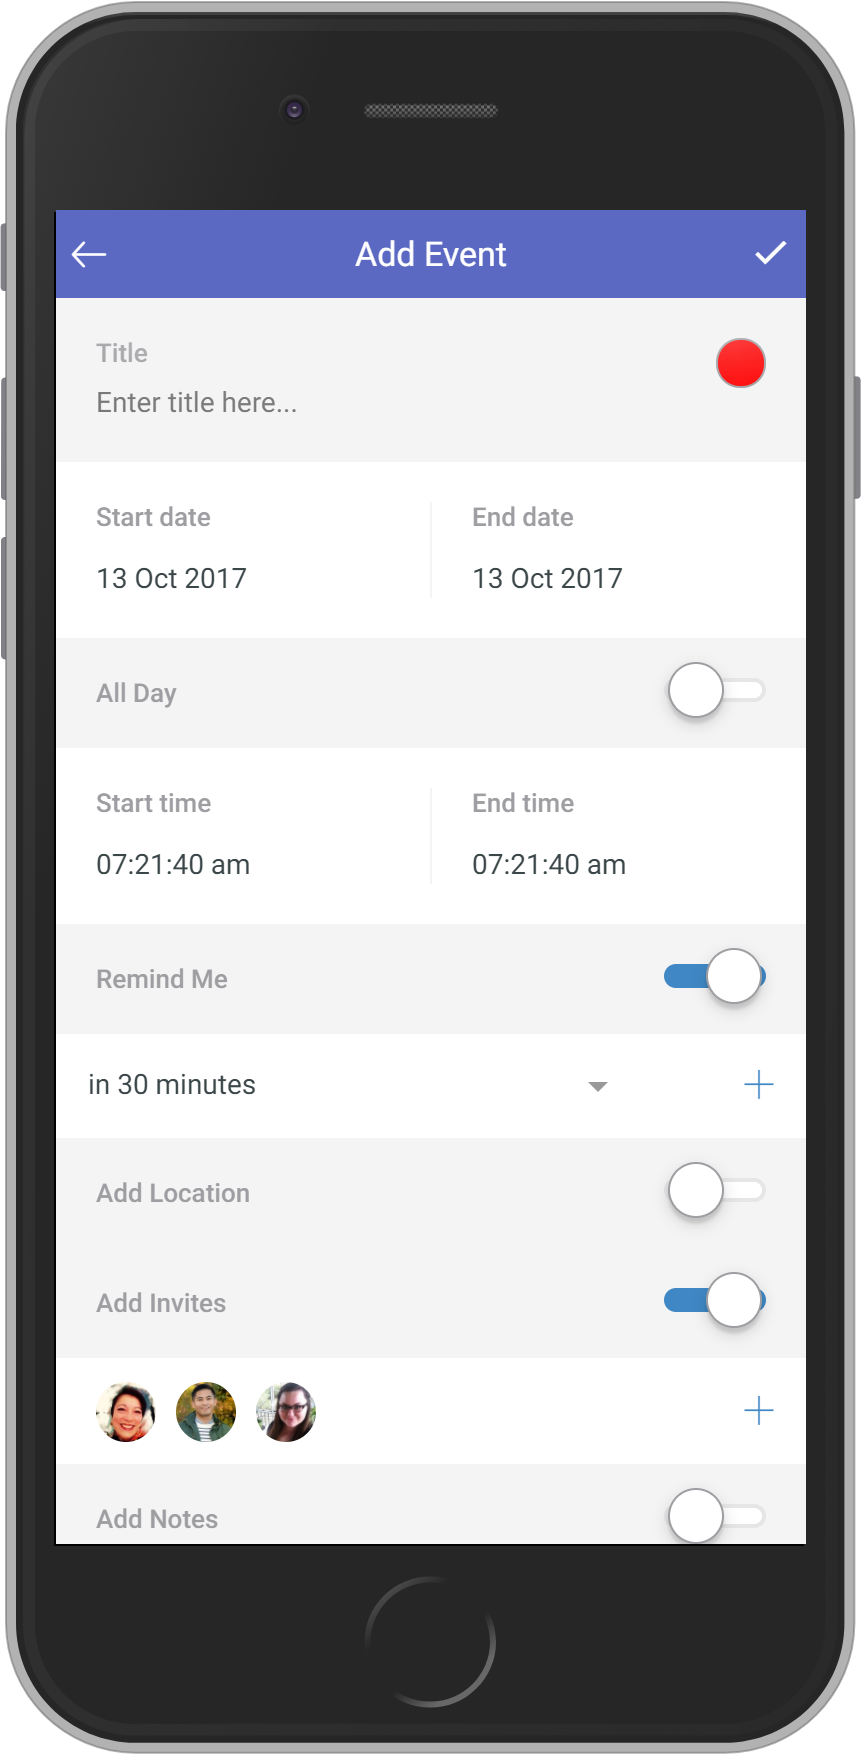 Add Event
Title
Enter title here...
Start date End date
13 Oct 2017 13 Oct 2017
All Day
Start time End time
07:21:40 am 07:21:40 am
Remind Me
in 30 minutes
Add Location
Add Invites
Add Notes